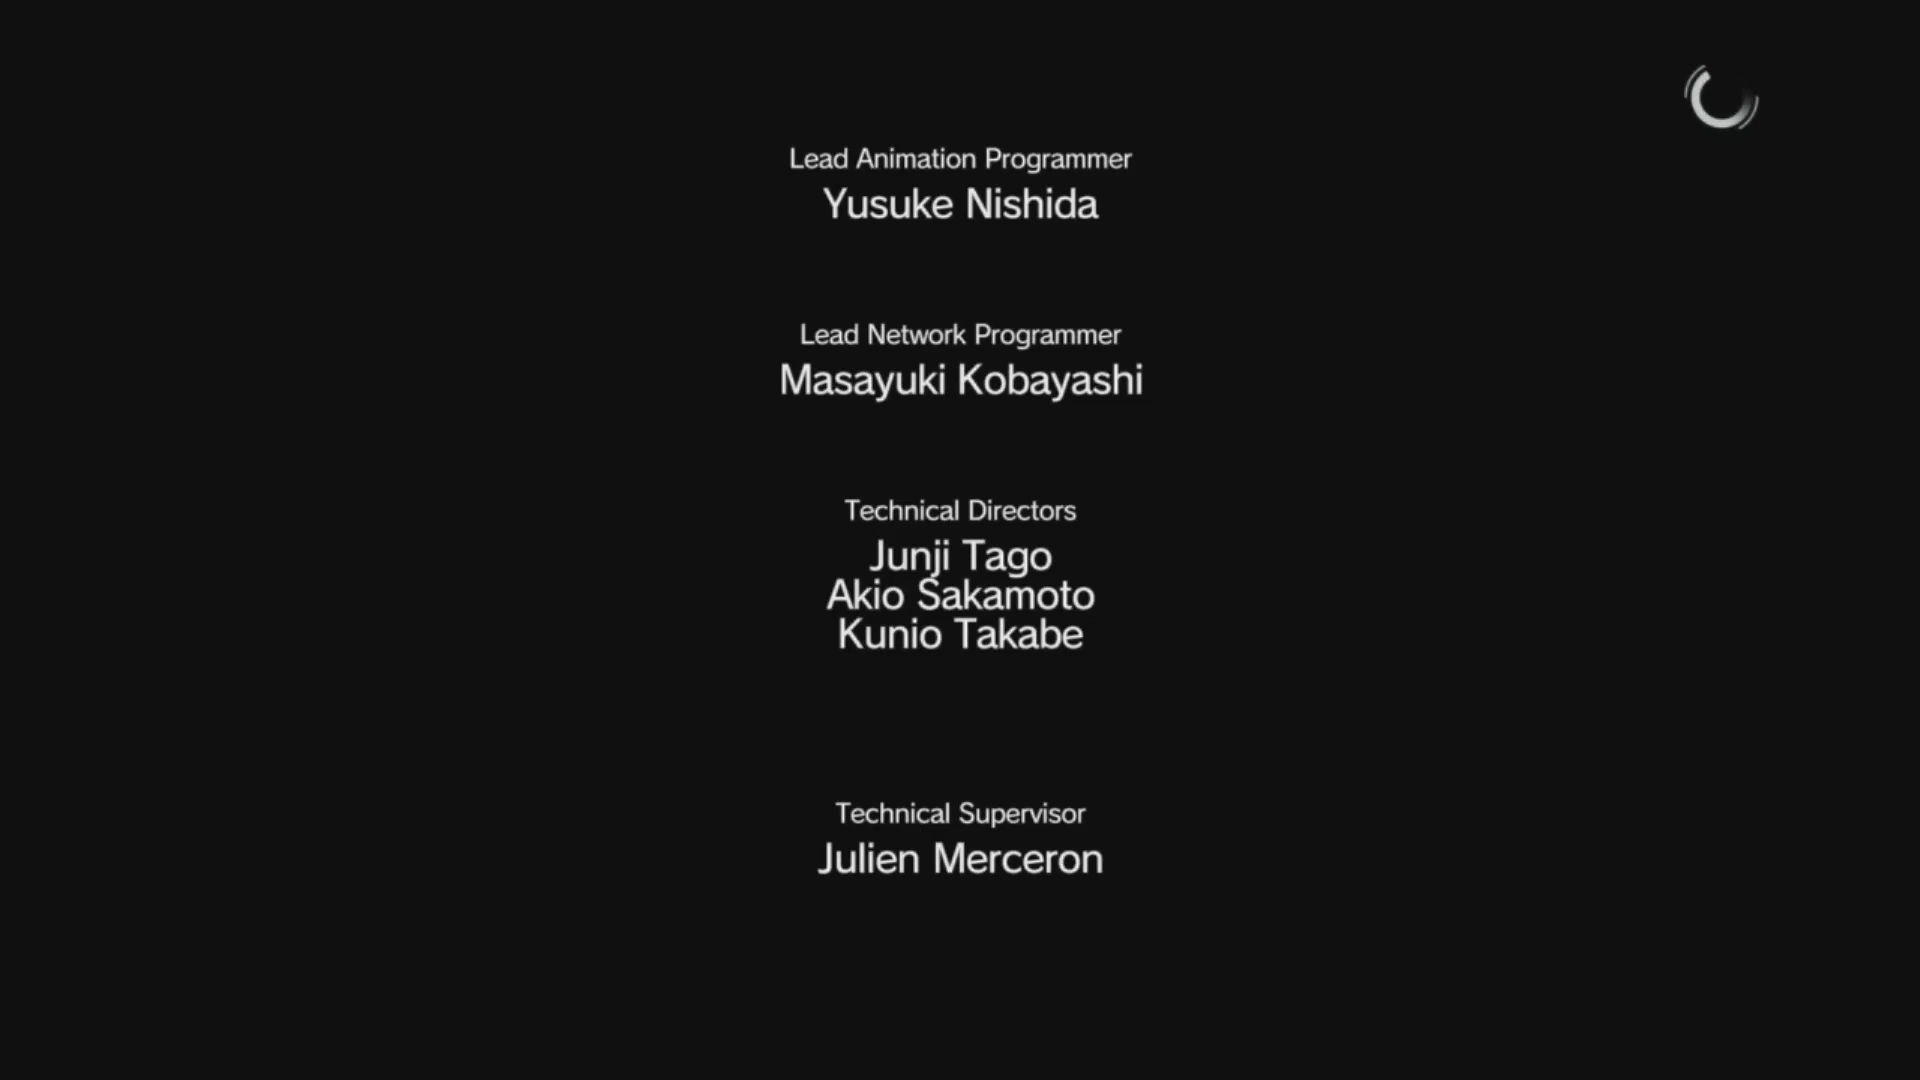 Lead Animation Programmer
Yusuke Nishida
Lead Network Programmer
Masayuki Kobayashi
Technical Directors
Junji Tago
Akio Sakamoto
Kunio Takabe
Technical Supervisor
Julien Merceron